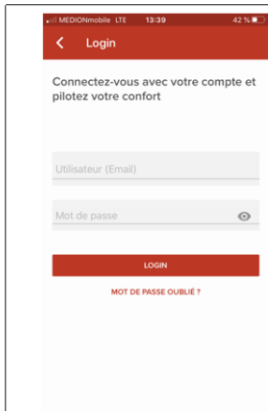 MEDIONmobile LTE 13:39 42 %
Login
Connectez-vous avec votre compte et
pilotez votre confort
Utilisateur (Email)
Mot de passe
LOGIN
MOT DE PASSE OUBLIÉ ?